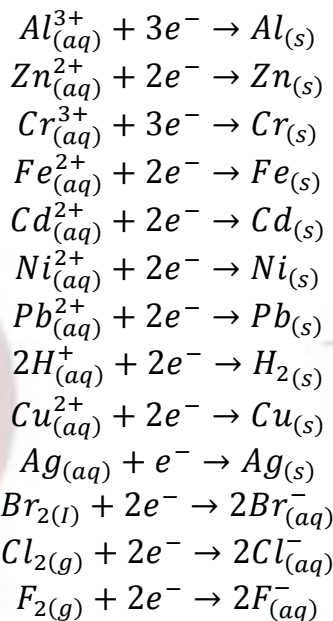 Al³⁺(aq) + 3e⁻ → Al(s)
Zn²⁺(aq) + 2e⁻ → Zn(s)
Cr³⁺(aq) + 3e⁻ → Cr(s)
Fe²⁺(aq) + 2e⁻ → Fe(s)
Cd²⁺(aq) + 2e⁻ → Cd(s)
Ni²⁺(aq) + 2e⁻ → Ni(s)
Pb²⁺(aq) + 2e⁻ → Pb(s)
2H⁺(aq) + 2e⁻ → H₂(s)
Cu²⁺(aq) + 2e⁻ → Cu(s)
Ag(aq) + e⁻ → Ag(s)
Br₂(I) + 2e⁻ → 2Br⁻(aq)
Cl₂(g) + 2e⁻ → 2Cl⁻(aq)
F₂(g) + 2e⁻ → 2F⁻(aq)